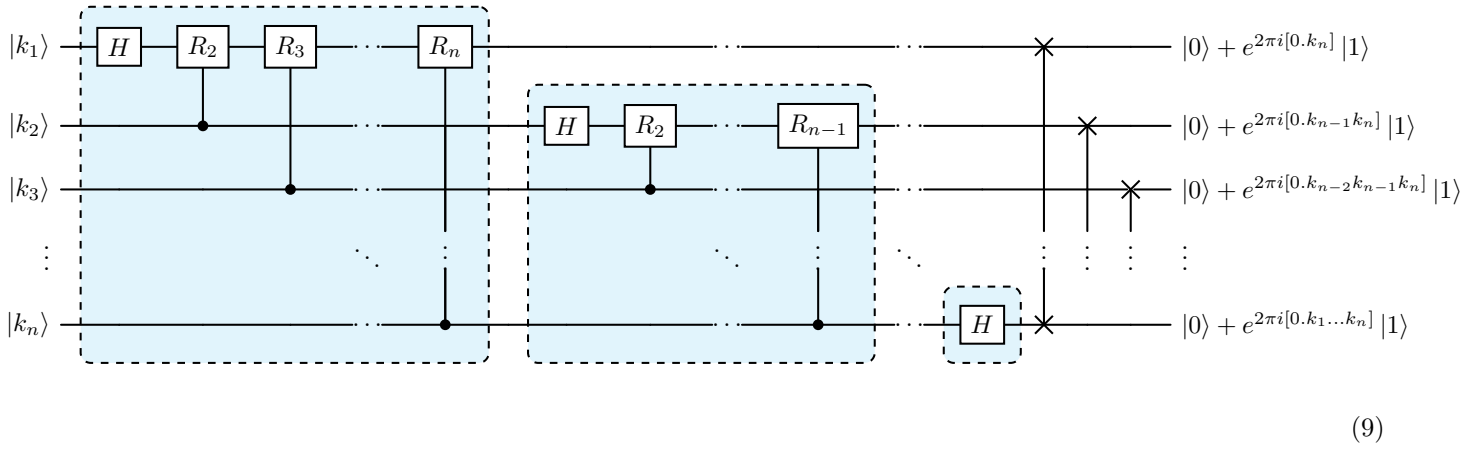 |k₁⟩ H R₂ R₃ ··· Rₙ ··· ··· |0⟩ + e^{2πi[0.kₙ]} |1⟩
|k₂⟩ ··· H R₂ ··· Rₙ₋₁ ··· |0⟩ + e^{2πi[0.kₙ₋₁kₙ]} |1⟩
|k₃⟩ ··· ··· ··· |0⟩ + e^{2πi[0.kₙ₋₂kₙ₋₁kₙ]} |1⟩
⋮ ⋱ ⋮ ⋱ ⋮ ⋱ ⋮ ⋮ ⋮ ⋮
|kₙ⟩ ··· ··· ··· H |0⟩ + e^{2πi[0.k₁...kₙ]} |1⟩
(9)